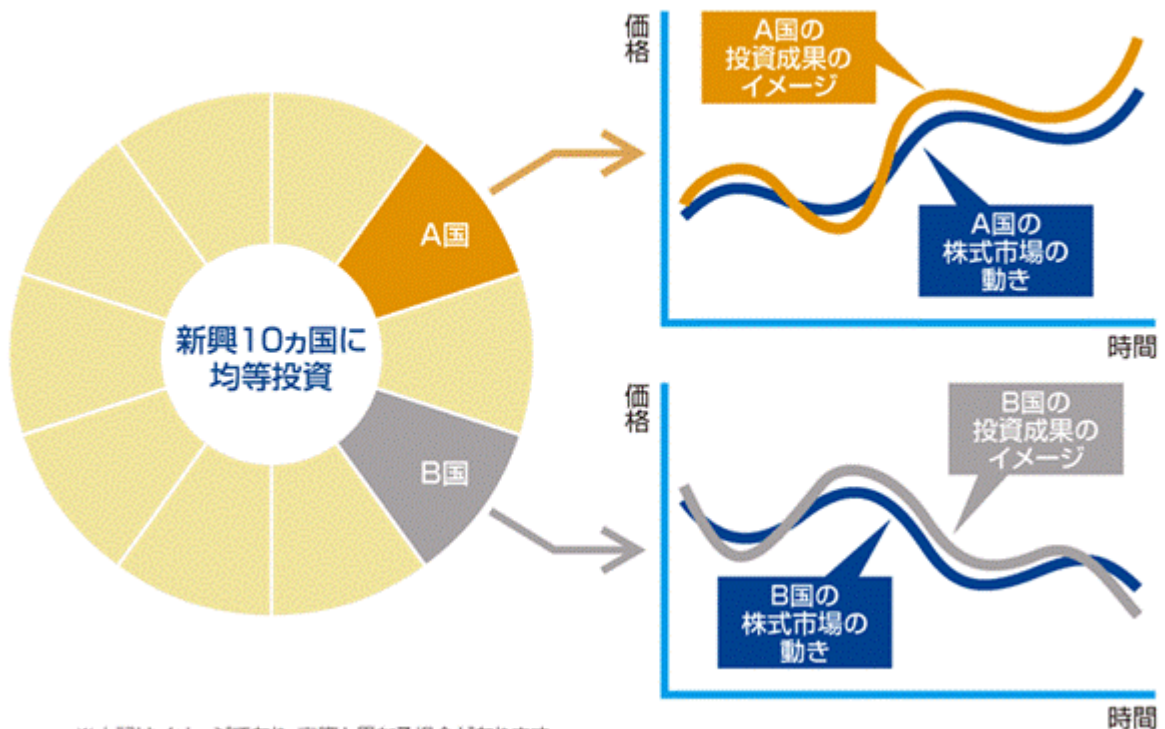 新興10ヵ国に
均等投資
A国
B国
価格
A国の
投資成果の
イメージ
A国の
株式市場の
動き
時間
価格
B国の
投資成果の
イメージ
B国の
株式市場の
動き
時間